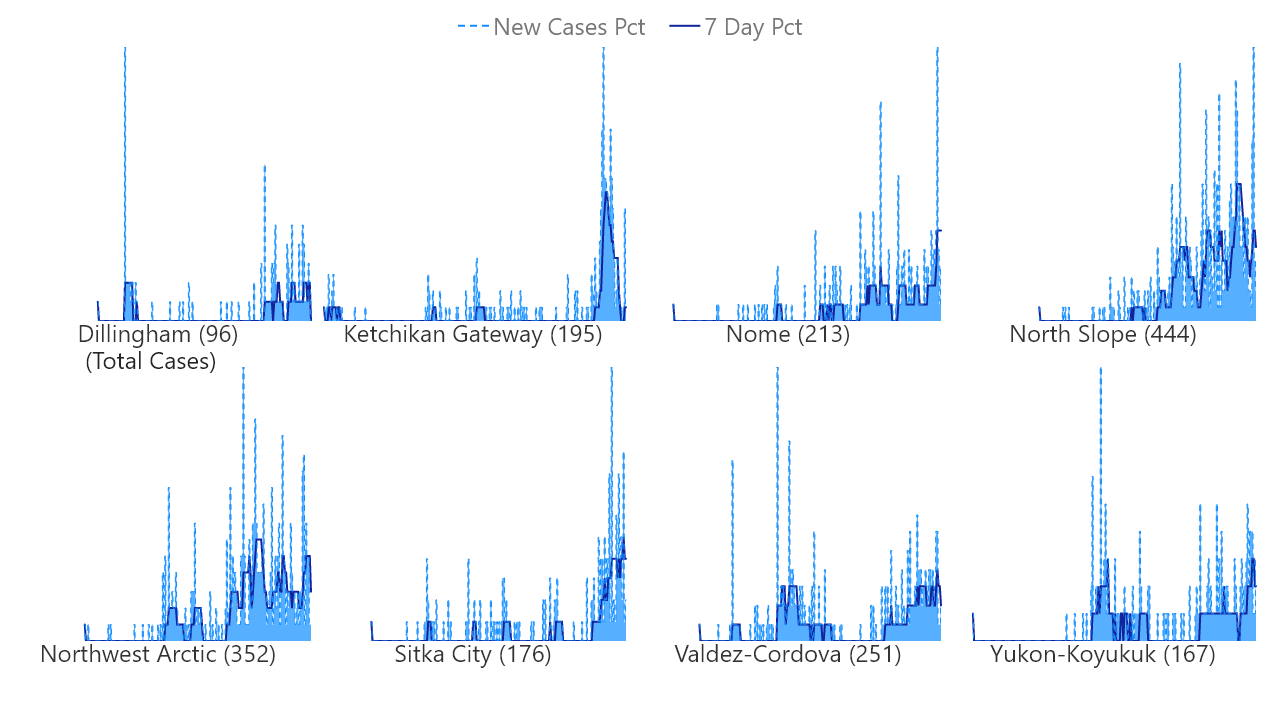 New Cases Pct 7 Day Pct
Dillingham (96) Ketchikan Gateway (195) Nome (213) North Slope (444)
(Total Cases)
Northwest Arctic (352) Sitka City (176) Valdez-Cordova (251) Yukon-Koyukuk (167)